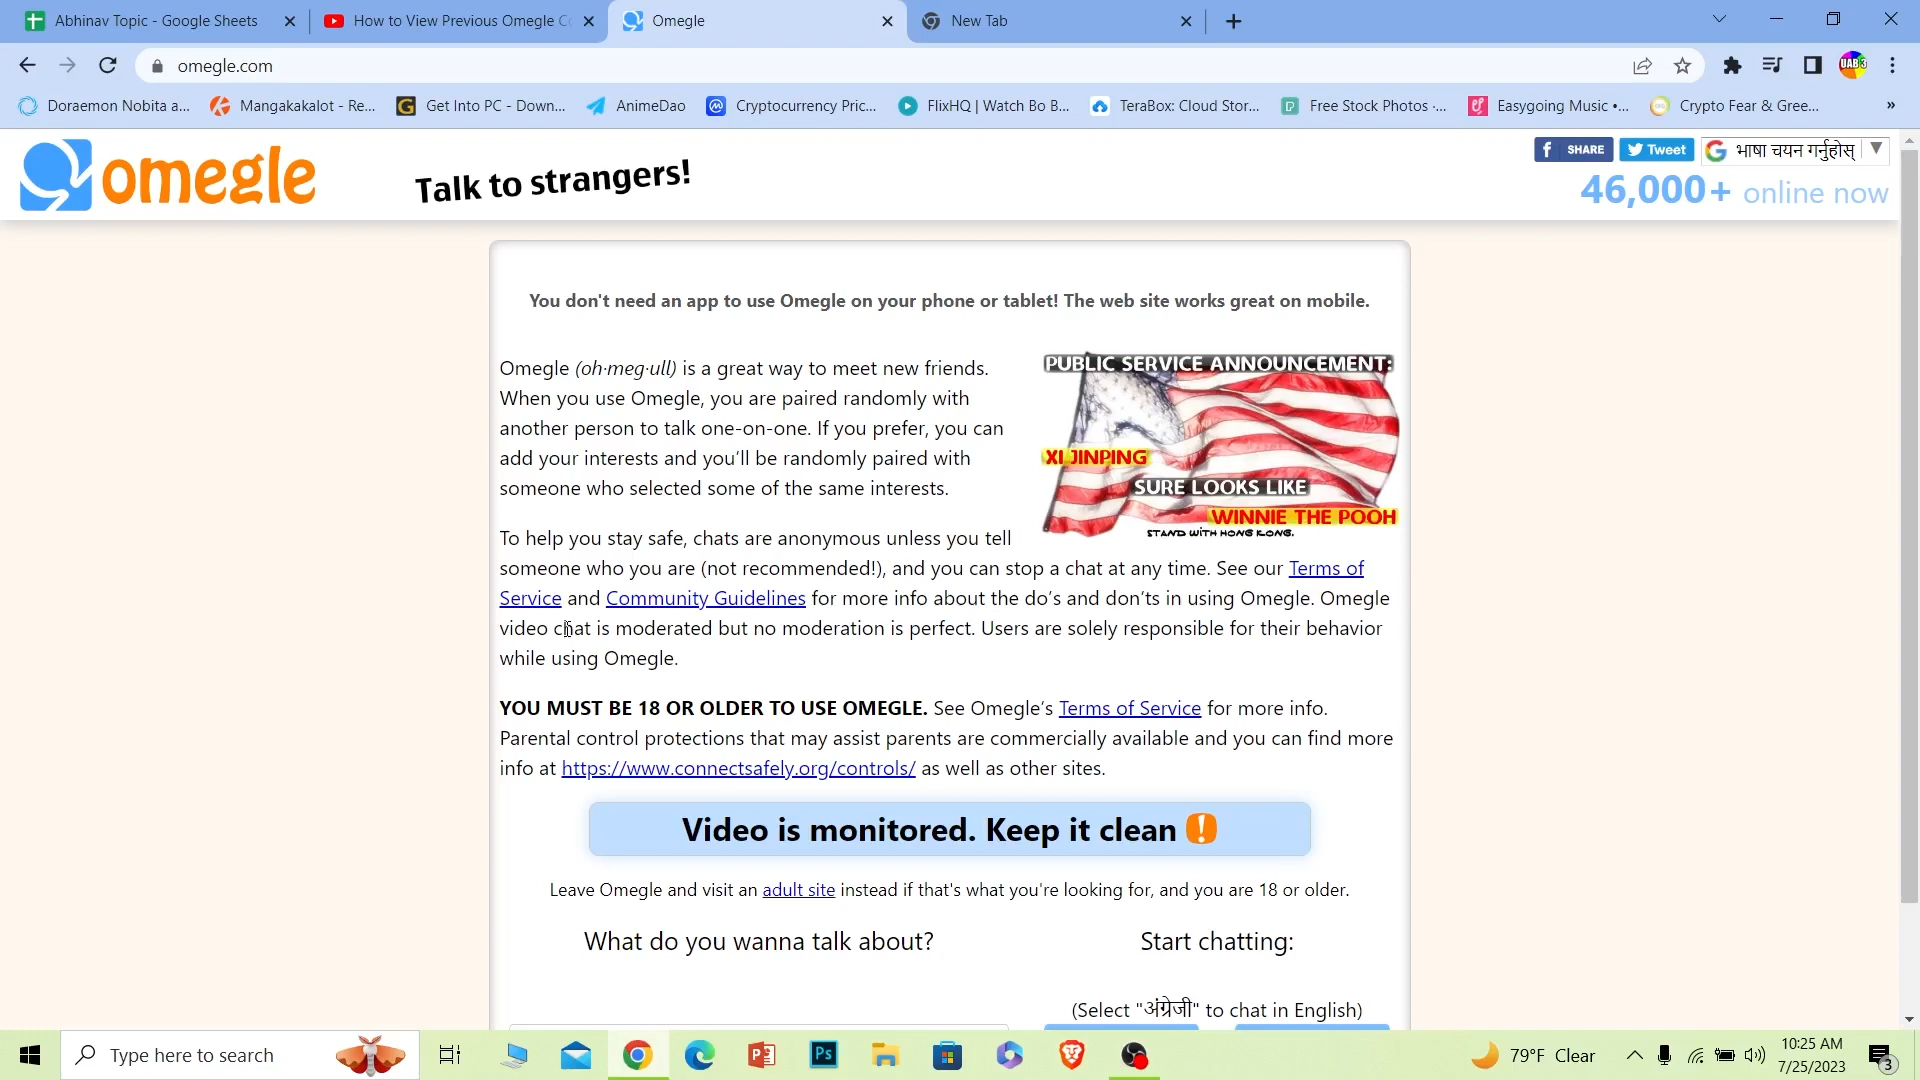 Abhinav Topic - Google Sheets
How to View Previous Omegle C
Omegle
New Tab
omegle.com
UAB 3
Doraemon Nobita a...
Mangakakalot - Re...
Get Into PC - Down...
AnimeDao
Cryptocurrency Pric...
FlixHQ | Watch Bo B...
TeraBox: Cloud Stor...
Free Stock Photos ·...
Easygoing Music •...
Crypto Fear & Gree...
»
omegle
Talk to strangers!
SHARE
Tweet
भाषा चयन गर्नुहोस्
46,000+ online now
You don't need an app to use Omegle on your phone or tablet! The web site works great on mobile.
Omegle (oh·meg·ull) is a great way to meet new friends.
When you use Omegle, you are paired randomly with
another person to talk one-on-one. If you prefer, you can
add your interests and you’ll be randomly paired with
someone who selected some of the same interests.
PUBLIC SERVICE ANNOUNCEMENT:
XI JINPING
SURE LOOKS LIKE
WINNIE THE POOH
STAND WITH HONG KONG.
To help you stay safe, chats are anonymous unless you tell
someone who you are (not recommended!), and you can stop a chat at any time. See our Terms of
Service and Community Guidelines for more info about the do’s and don’ts in using Omegle. Omegle
video chat is moderated but no moderation is perfect. Users are solely responsible for their behavior
while using Omegle.
YOU MUST BE 18 OR OLDER TO USE OMEGLE. See Omegle’s Terms of Service for more info.
Parental control protections that may assist parents are commercially available and you can find more
info at https://www.connectsafely.org/controls/ as well as other sites.
Video is monitored. Keep it clean !
Leave Omegle and visit an adult site instead if that's what you're looking for, and you are 18 or older.
What do you wanna talk about?
Start chatting:
(Select "अंग्रेजी" to chat in English)
Type here to search
Ps
79°F Clear
10:25 AM
7/25/2023
3